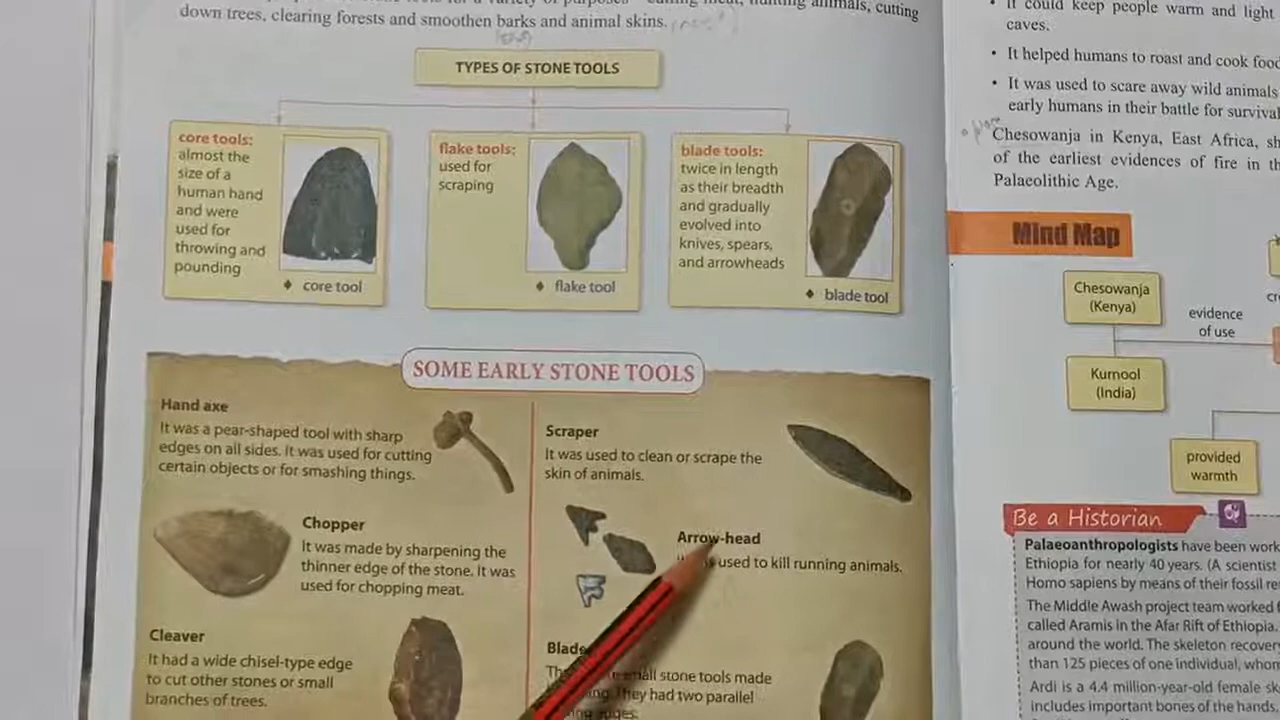 down trees, clearing forests and smoothen barks and animal skins.
TYPES OF STONE TOOLS
core tools:
almost the
size of a
human hand
and were
used for
throwing and
pounding
♦ core tool
flake tools:
used for
scraping
♦ flake tool
blade tools:
twice in length
as their breadth
and gradually
evolved into
knives, spears,
and arrowheads
♦ blade tool
SOME EARLY STONE TOOLS
Hand axe
It was a pear-shaped tool with sharp
edges on all sides. It was used for cutting
certain objects or for smashing things.
Chopper
It was made by sharpening the
thinner edge of the stone. It was
used for chopping meat.
Cleaver
It had a wide chisel-type edge
to cut other stones or small
branches of trees.
Scraper
It was used to clean or scrape the
skin of animals.
Arrow-head
used to kill running animals.
Blade
small stone tools made
They had two parallel
• It could keep people warm and light
caves.
• It helped humans to roast and cook food
• It was used to scare away wild animals
early humans in their battle for survival
Chesowanja in Kenya, East Africa, sh
of the earliest evidences of fire in th
Palaeolithic Age.
Mind Map
Chesowanja
(Kenya)
evidence
of use
Kurnool
(India)
provided
warmth
Be a Historian
Palaeoanthropologists have been work
Ethiopia for nearly 40 years. (A scientist
Homo sapiens by means of their fossil re
The Middle Awash project team worked
called Aramis in the Afar Rift of Ethiopia.
around the world. The skeleton recover
than 125 pieces of one individual, whom
Ardi is a 4.4 million-year-old female sk
includes important bones of the hands,